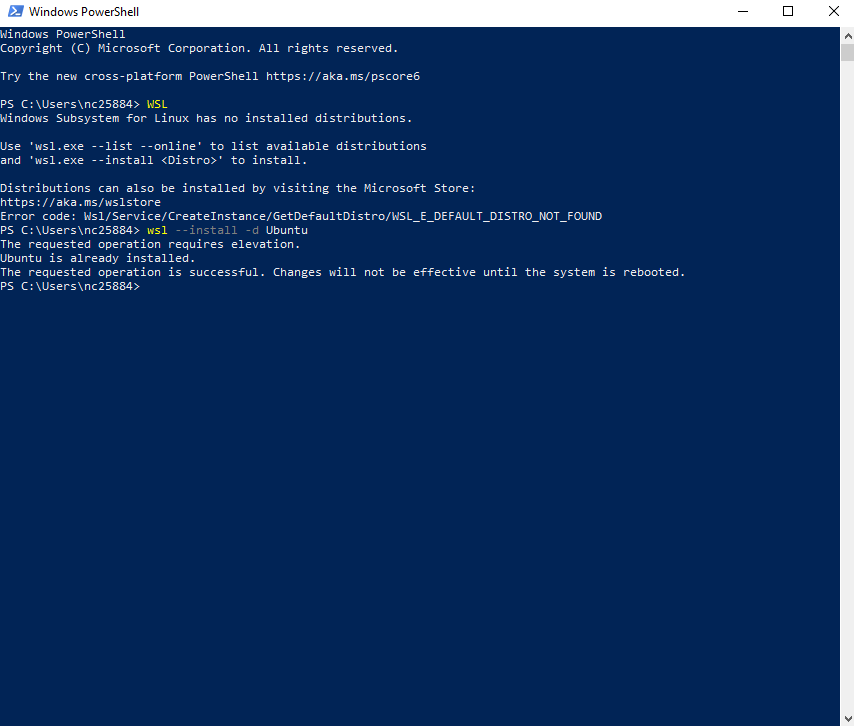 Windows PowerShell
Windows PowerShell
Copyright (C) Microsoft Corporation. All rights reserved.
Try the new cross-platform PowerShell https://aka.ms/pscore6
PS C:\Users\nc25884> WSL
Windows Subsystem for Linux has no installed distributions.
Use 'wsl.exe --list --online' to list available distributions
and 'wsl.exe --install <Distro>' to install.
Distributions can also be installed by visiting the Microsoft Store:
https://aka.ms/wslstore
Error code: Wsl/Service/CreateInstance/GetDefaultDistro/WSL_E_DEFAULT_DISTRO_NOT_FOUND
PS C:\Users\nc25884> wsl --install -d Ubuntu
The requested operation requires elevation.
Ubuntu is already installed.
The requested operation is successful. Changes will not be effective until the system is rebooted.
PS C:\Users\nc25884>